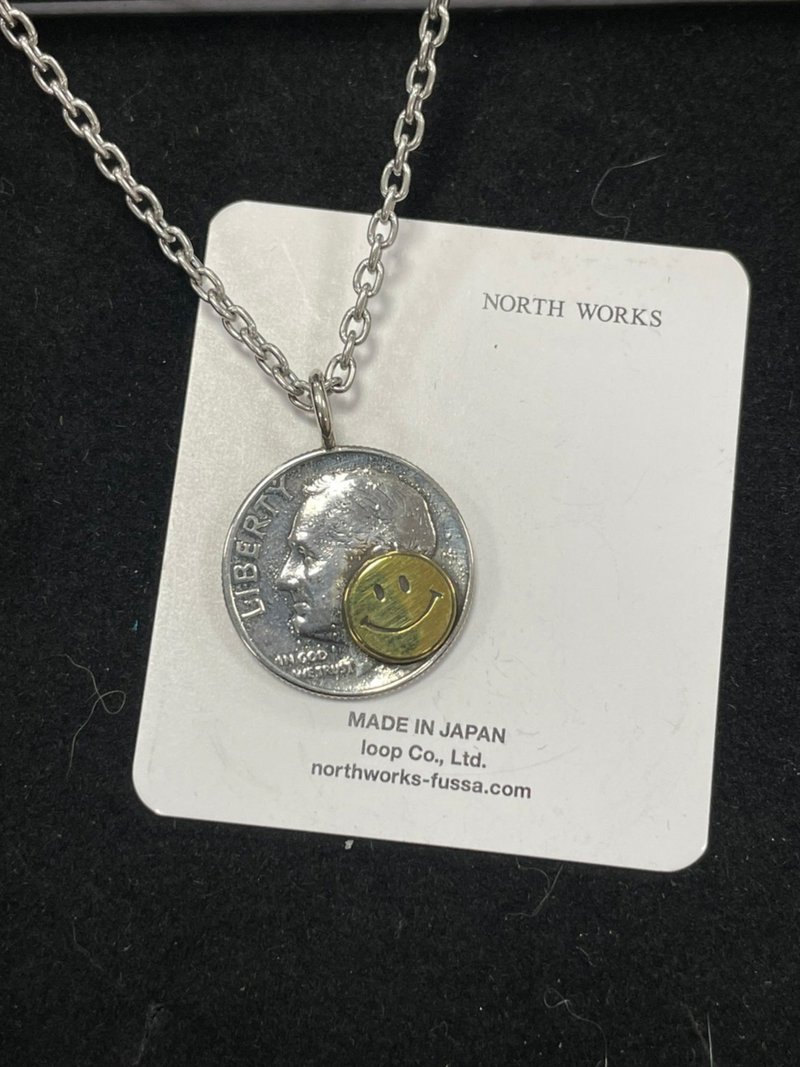 NORTH WORKS
LIBERTY
IN GOD
WE TRUST
MADE IN JAPAN
loop Co., Ltd.
northworks-fussa.com